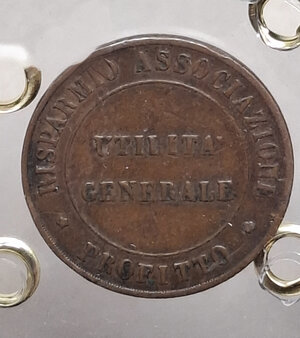 RISPARMIO ASSOCIAZIONE
UTILITA'
GENERALE
PROFITTO